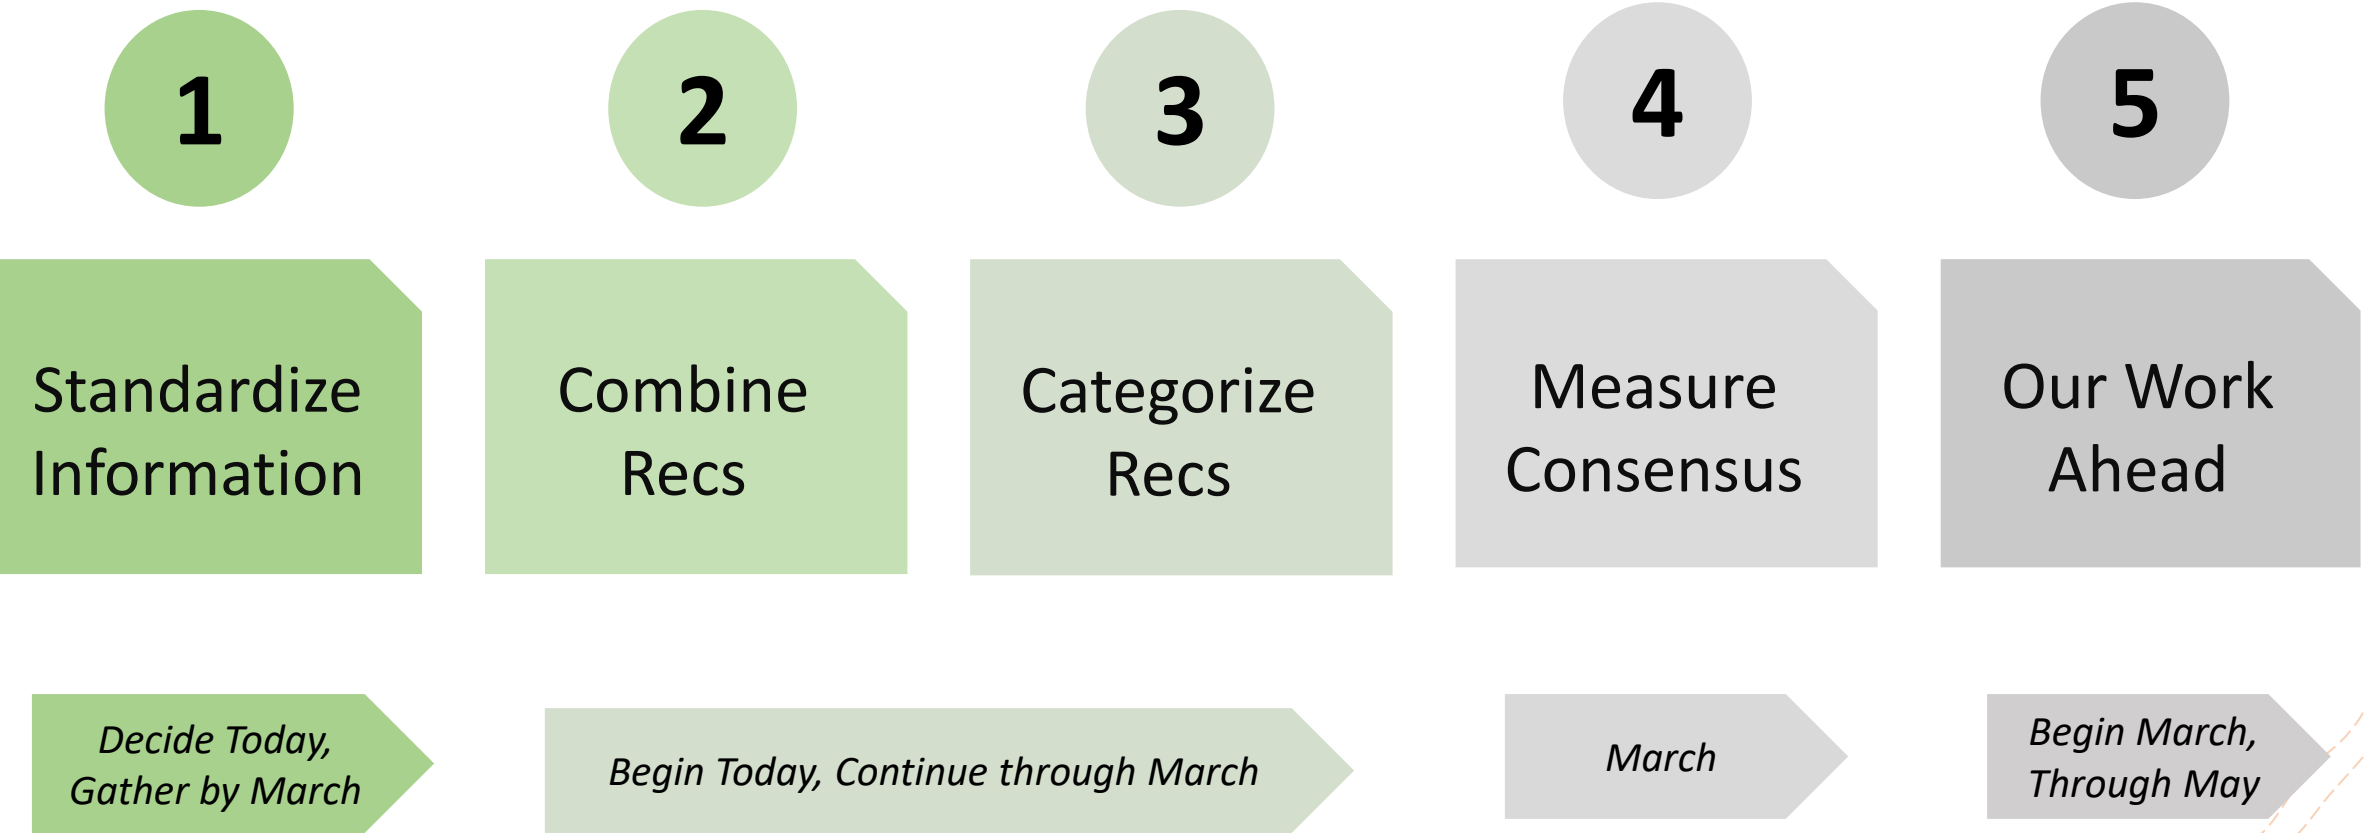 1
2
3
4
5
Standardize
Information
Combine
Recs
Categorize
Recs
Measure
Consensus
Our Work
Ahead
Decide Today,
Gather by March
Begin Today, Continue through March
March
Begin March,
Through May